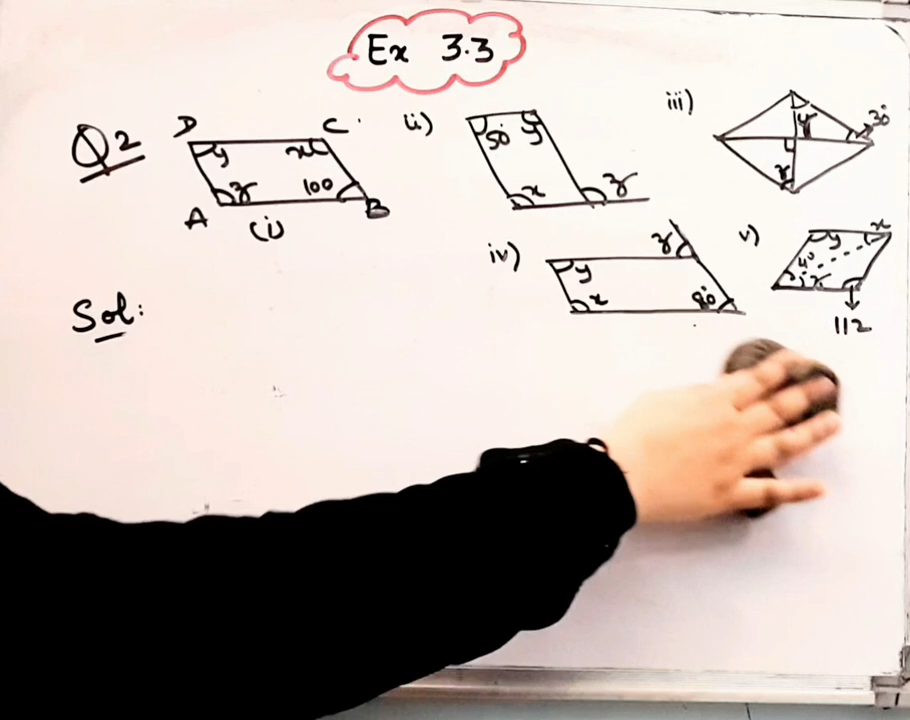 Ex 3.3
Q2
D C
y x
z 100
A B
(i)
(ii)
50° y
x z
iii)
y 30°
x
iv)
z
y
x 80°
v)
y x
40
z
112
Sol: